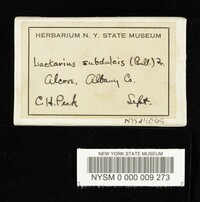 HERBARIUM N. Y. STATE MUSEUM
Lactarius subdulcis (Bull.) Fr.
Alcove, Albany Co.
C. H. Peck Sept.
NEW YORK STATE MUSEUM
NYSM 0 000 009 273